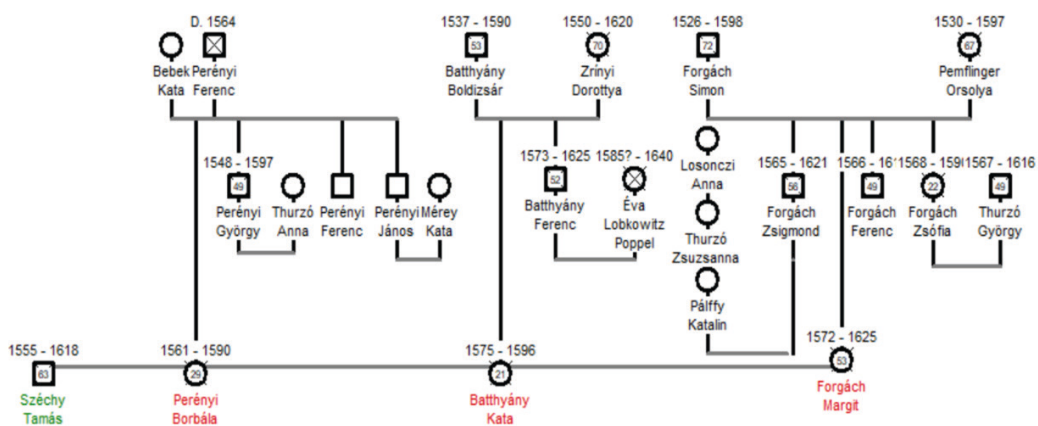 D. 1564
1537 - 1590
1550 - 1620
1526 - 1598
1530 - 1597
53
70
72
67
Bebek Perényi
Kata Ferenc
Batthyány
Boldizsár
Zrínyi
Dorottya
Forgách
Simon
Pemflinger
Orsolya
1548 - 1597
49
Perényi
György
Thurzó
Anna
Perényi
Ferenc
Perényi
János
Mérey
Kata
1573 - 1625
1585? - 1640
52
Batthyány
Ferenc
Éva
Lobkowitz
Poppel
Losonczi
Anna
Thurzó
Zsuzsanna
Pálffy
Katalin
1565 - 1621
1566 -
1568 -
1567 - 1616
56
49
22
49
Forgách
Zsigmond
Forgách
Ferenc
Forgách
Zsófia
Thurzó
György
1555 - 1618
1561 - 1590
1575 - 1596
1572 - 1625
63
29
21
53
Széchy
Tamás
Perényi
Borbála
Batthyány
Kata
Forgách
Margit